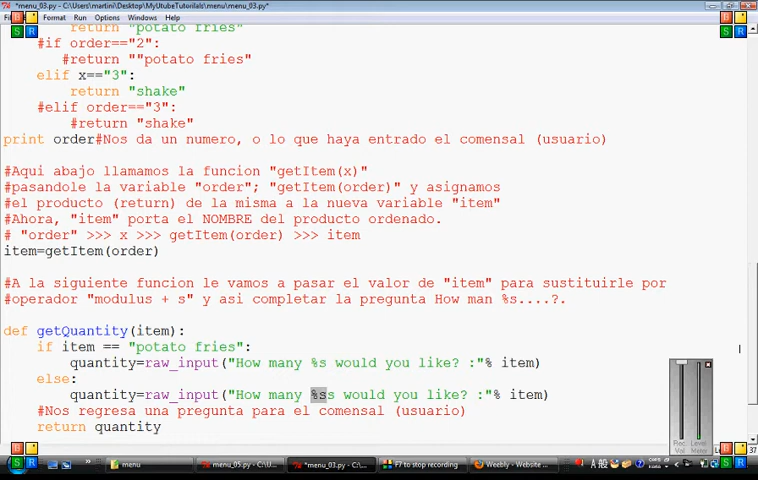 *menu_03.py - C:\Users\martini\Desktop\MyUtubeTutorilals\menu\menu_03.py*
Format Run Options Windows Help
return "potato fries"
#if order=="2":
#return ""potato fries"
elif x=="3":
return "shake"
#elif order=="3":
#return "shake"
print order#Nos da un numero, o lo que haya entrado el comensal (usuario)
#Aqui abajo llamamos la funcion "getItem(x)"
#pasandole la variable "order"; "getItem(order)" y asignamos
#el producto (return) de la misma a la nueva variable "item"
#Ahora, "item" porta el NOMBRE del producto ordenado.
# "order" >>> x >>> getItem(order) >>> item
item=getItem(order)
#A la siguiente funcion le vamos a pasar el valor de "item" para sustituirle por
#operador "modulus + s" y asi completar la pregunta How man %s....?.
def getQuantity(item):
if item == "potato fries":
quantity=raw_input("How many %s would you like? :"% item)
else:
quantity=raw_input("How many %ss would you like? :"% item)
#Nos regresa una pregunta para el comensal (usuario)
return quantity
Rec Vol Level Meter
37
menu *menu_05.py - C:\U... *menu_03.py - C:\... F7 to stop recording Weebly - Website ...